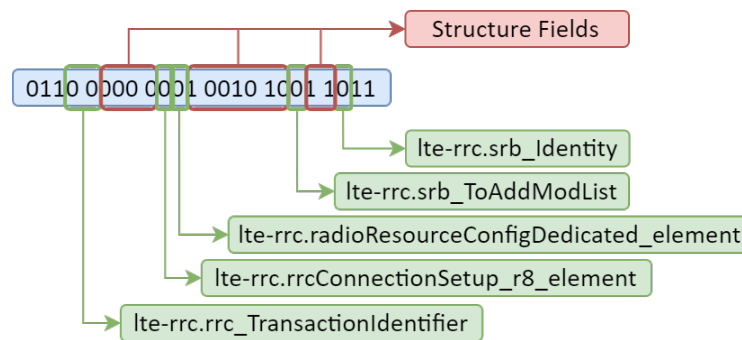 Structure Fields
0110 0000 0001 0010 1001 1011
lte-rrc.srb_Identity
lte-rrc.srb_ToAddModList
lte-rrc.radioResourceConfigDedicated_element
lte-rrc.rrcConnectionSetup_r8_element
lte-rrc.rrc_TransactionIdentifier